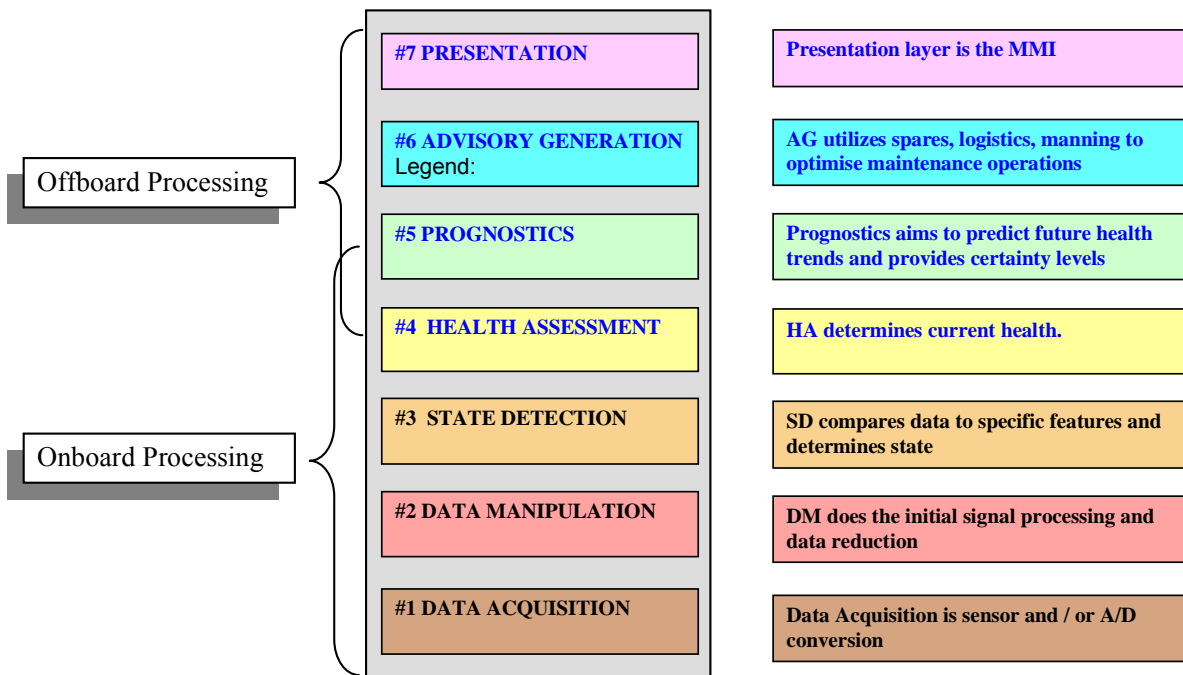 #7 PRESENTATION
Presentation layer is the MMI
#6 ADVISORY GENERATION
Legend:
AG utilizes spares, logistics, manning to
optimise maintenance operations
Offboard Processing
#5 PROGNOSTICS
Prognostics aims to predict future health
trends and provides certainty levels
#4 HEALTH ASSESSMENT
HA determines current health.
#3 STATE DETECTION
SD compares data to specific features and
determines state
Onboard Processing
#2 DATA MANIPULATION
DM does the initial signal processing and
data reduction
#1 DATA ACQUISITION
Data Acquisition is sensor and / or A/D
conversion